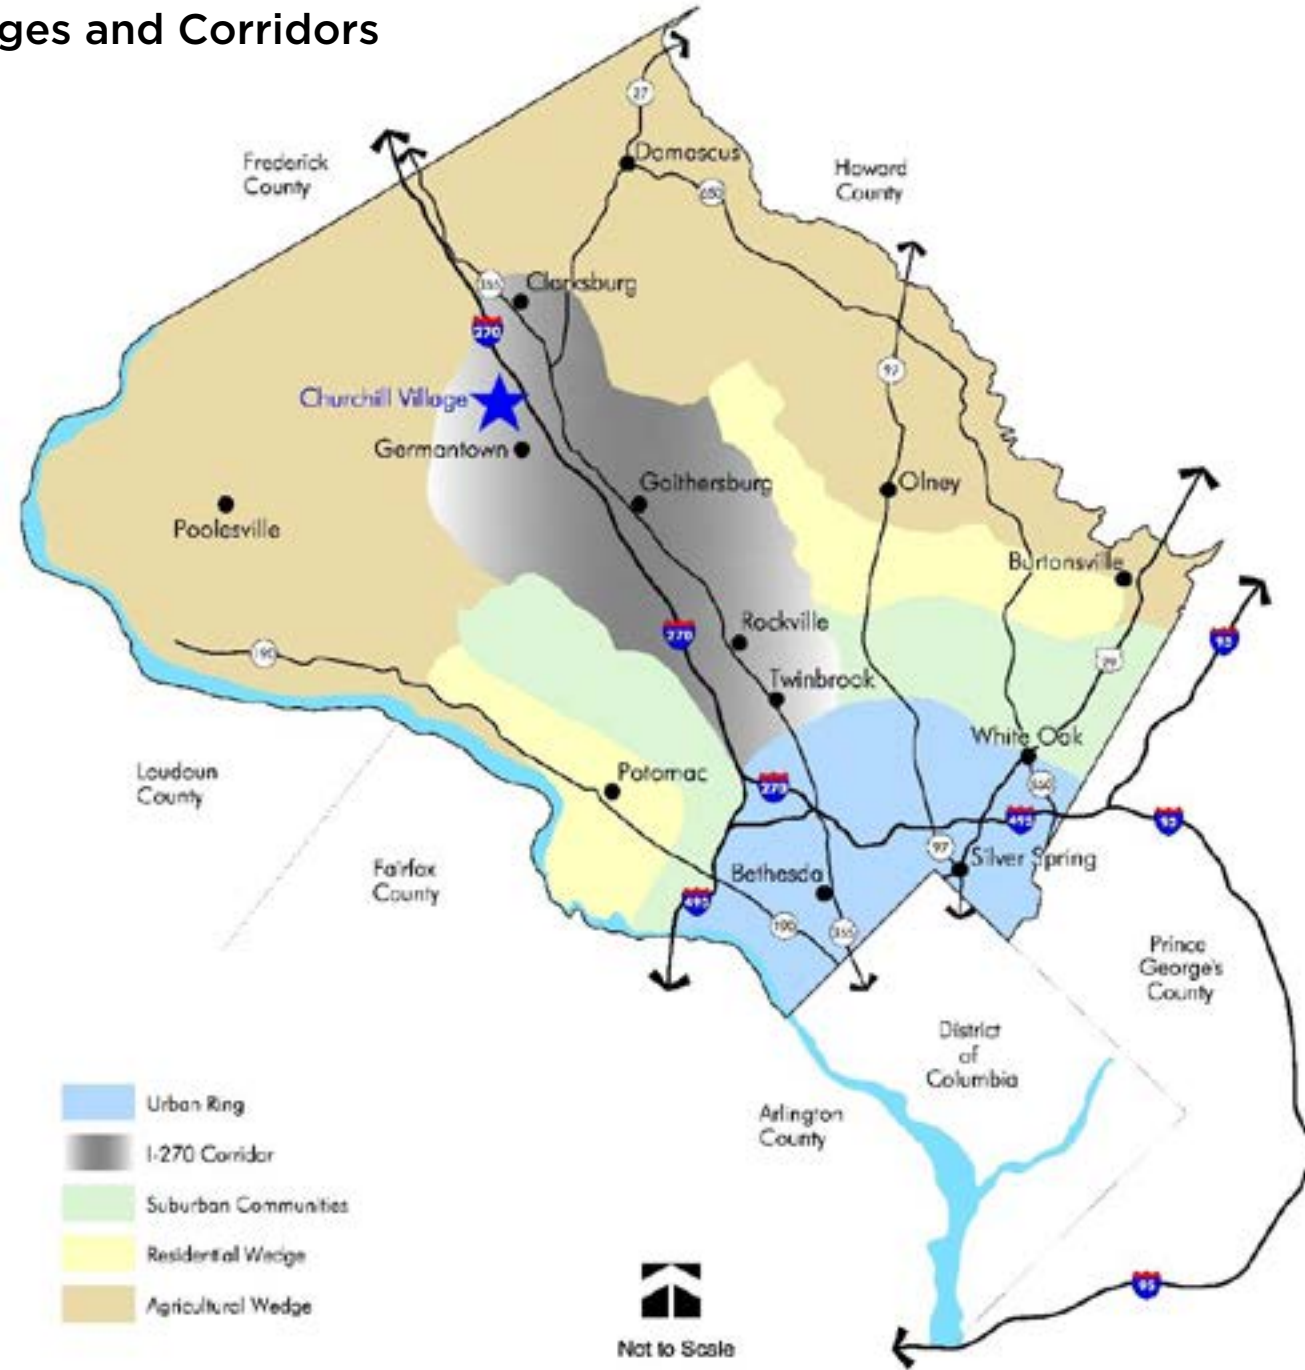 ges and Corridors
27
Damascus
Frederick
County
Howard
County
650
355
Clarksburg
270
97
Churchill Village
Germantown
Gaithersburg
Olney
Poolesville
Burtonsville
Rockville
270
95
190
29
Twinbrook
White Oak
Loudoun
County
Potomac
270
650
495
95
97
Silver Spring
Fairfax
County
Bethesda
495
190
355
Prince
George's
County
District
of
Columbia
Arlington
County
Urban Ring
I-270 Corridor
Suburban Communities
Residential Wedge
Agricultural Wedge
95
Not to Scale